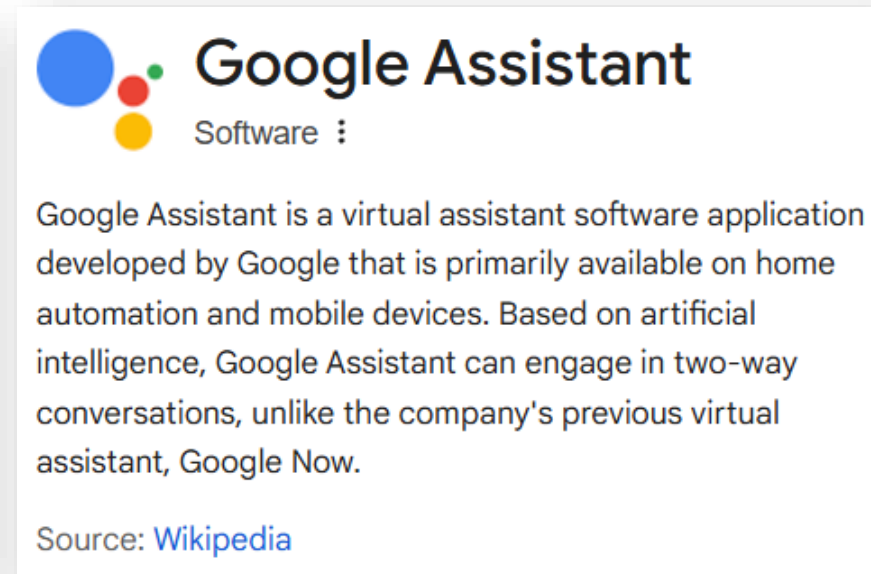 Google Assistant
Software
Google Assistant is a virtual assistant software application
developed by Google that is primarily available on home
automation and mobile devices. Based on artificial
intelligence, Google Assistant can engage in two-way
conversations, unlike the company's previous virtual
assistant, Google Now.
Source: Wikipedia